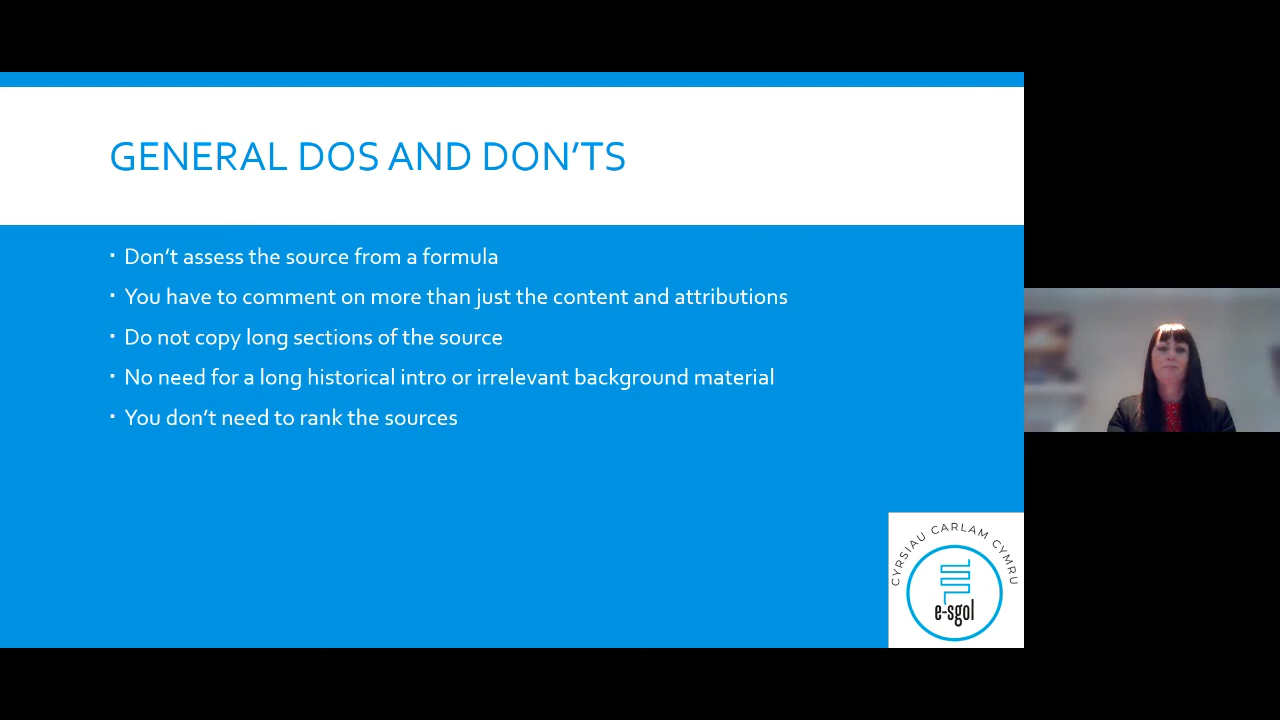 GENERAL DOS AND DON’TS
Don’t assess the source from a formula
You have to comment on more than just the content and attributions
Do not copy long sections of the source
No need for a long historical intro or irrelevant background material
You don’t need to rank the sources
CYRSIAU CARLAM CYMRU
e-sgol